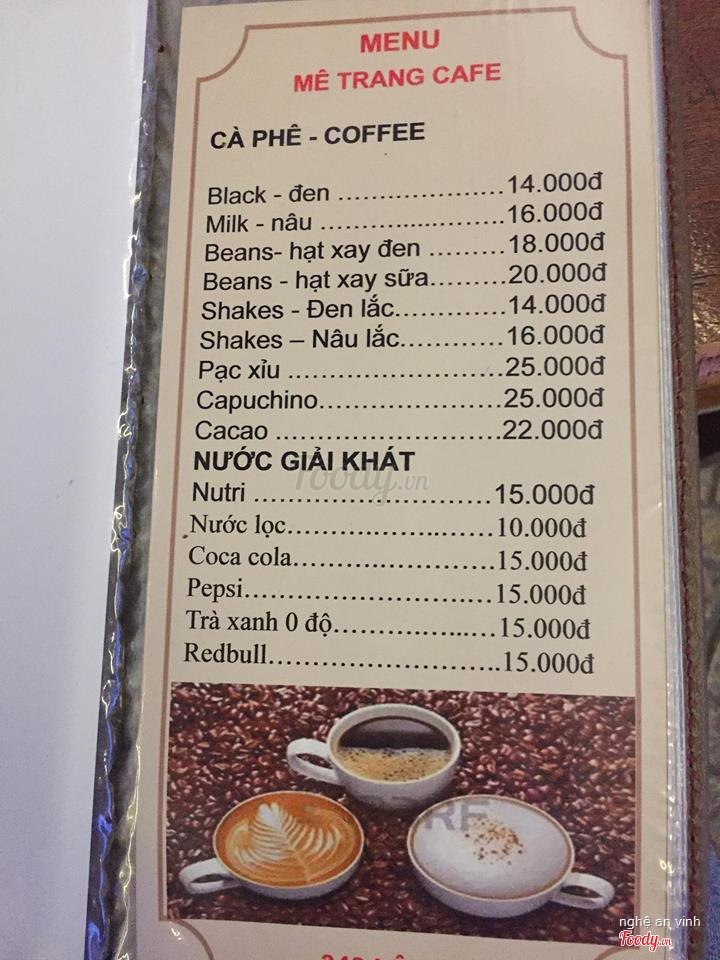 MENU
MÊ TRANG CAFE
CÀ PHÊ - COFFEE
Black - đen ........................14.000đ
Milk - nâu ..........................16.000đ
Beans- hạt xay đen ..........18.000đ
Beans - hạt xay sữa.........20.000đ
Shakes - Đen lắc..............14.000đ
Shakes – Nâu lắc.............16.000đ
Pạc xỉu .............................25.000đ
Capuchino.........................25.000đ
Cacao ..............................22.000đ
NƯỚC GIẢI KHÁT
Foody.vn
Nutri ..............................15.000đ
Nước lọc..........................10.000đ
Coca cola.........................15.000đ
Pepsi...............................15.000đ
Trà xanh 0 độ....................15.000đ
Redbull............................15.000đ
nghệ an vinh
Foody.vn